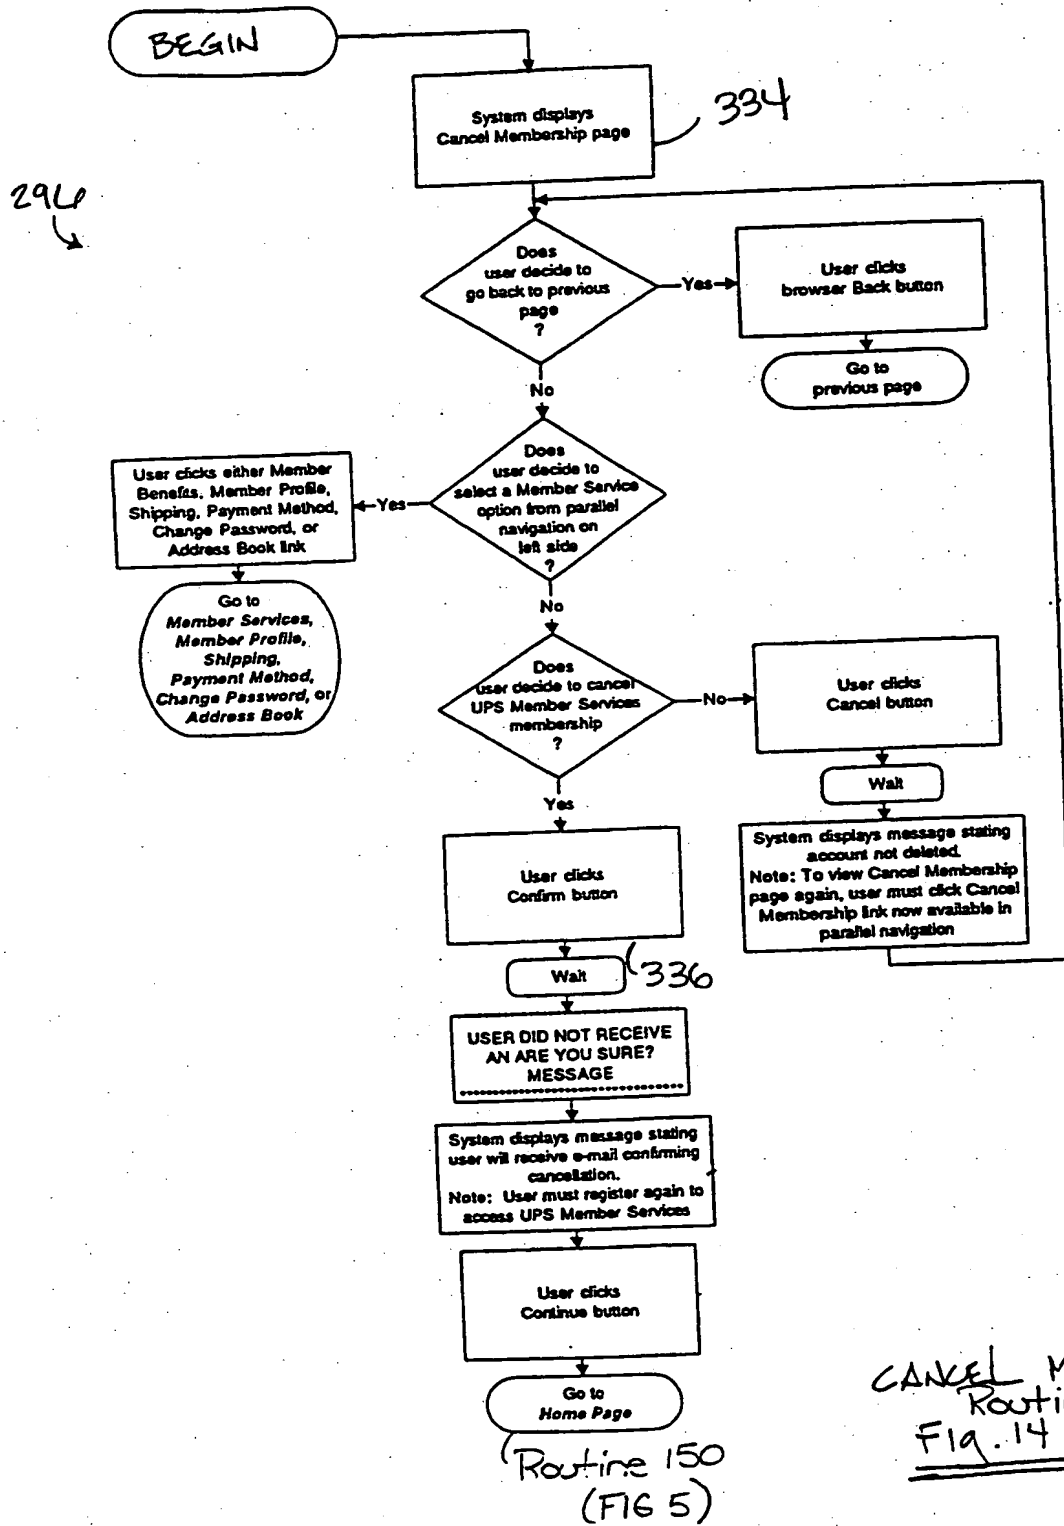 BEGIN
System displays
Cancel Membership page
334
296
Does
user decide to
go back to previous
page
?
Yes
User clicks
browser Back button
Go to
previous page
No
Does
user decide to
select a Member Service
option from parallel
navigation on
left side
?
Yes
User clicks either Member
Benefits, Member Profile,
Shipping, Payment Method,
Change Password, or
Address Book link
Go to
Member Services,
Member Profile,
Shipping,
Payment Method,
Change Password, or
Address Book
No
Does
user decide to cancel
UPS Member Services
membership
?
No
User clicks
Cancel button
Wait
System displays message stating
account not deleted.
Note: To view Cancel Membership
page again, user must click Cancel
Membership link now available in
parallel navigation
Yes
User clicks
Confirm button
336
Wait
USER DID NOT RECEIVE
AN ARE YOU SURE?
MESSAGE
System displays message stating
user will receive e-mail confirming
cancellation.
Note: User must register again to
access UPS Member Services
User clicks
Continue button
Go to
Home Page
Routine 150
(FIG 5)
CANCEL M
Routi
Fig. 14